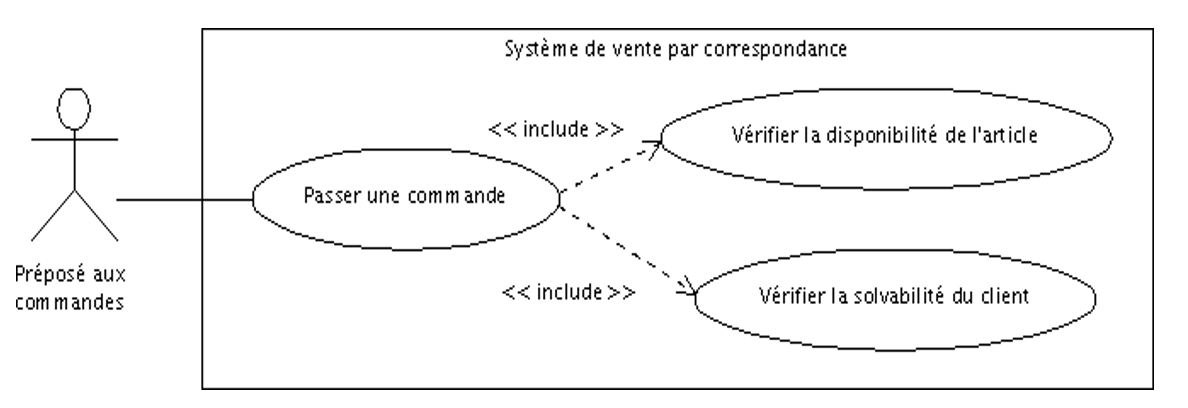 Système de vente par correspondance
<< include >>
Vérifier la disponibilité de l'article
Passer une commande
Préposé aux
commandes
<< include >>
Vérifier la solvabilité du client